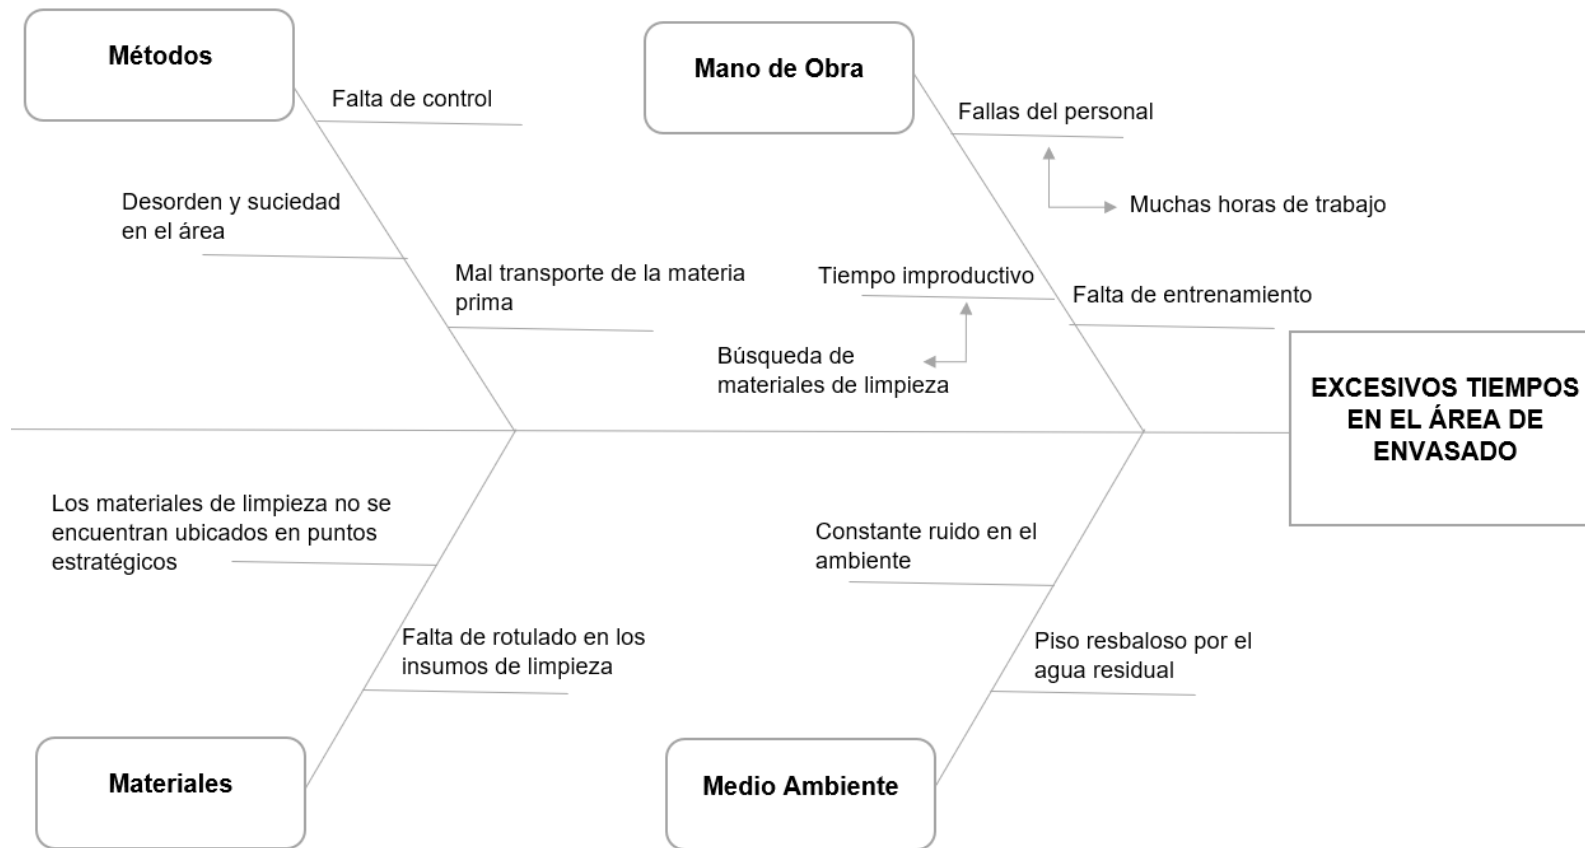 Métodos
Mano de Obra
Falta de control
Fallas del personal
Desorden y suciedad
en el área
Muchas horas de trabajo
Mal transporte de la materia
prima
Tiempo improductivo
Falta de entrenamiento
Búsqueda de
materiales de limpieza
EXCESIVOS TIEMPOS
EN EL ÁREA DE
ENVASADO
Los materiales de limpieza no se
encuentran ubicados en puntos
estratégicos
Constante ruido en el
ambiente
Falta de rotulado en los
insumos de limpieza
Piso resbaloso por el
agua residual
Materiales
Medio Ambiente